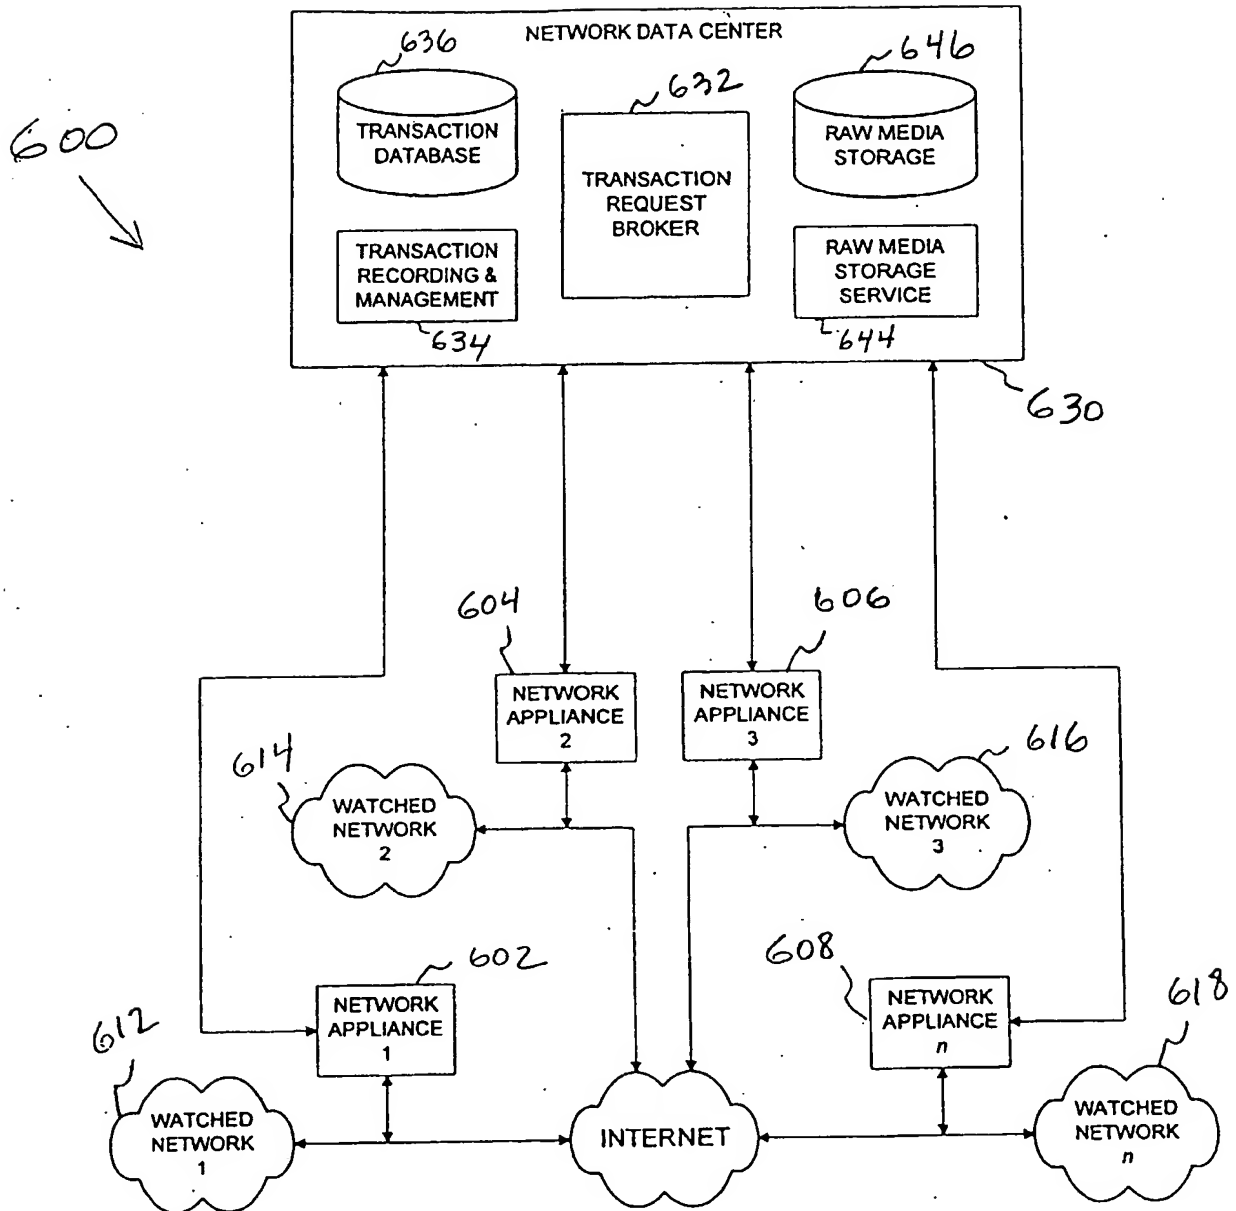 NETWORK DATA CENTER
636
646
632
600
TRANSACTION
DATABASE
TRANSACTION
REQUEST
BROKER
RAW MEDIA
STORAGE
TRANSACTION
RECORDING &
MANAGEMENT
634
RAW MEDIA
STORAGE
SERVICE
644
630
604
606
NETWORK
APPLIANCE
2
NETWORK
APPLIANCE
3
614
616
WATCHED
NETWORK
2
WATCHED
NETWORK
3
602
608
NETWORK
APPLIANCE
1
NETWORK
APPLIANCE
n
612
618
WATCHED
NETWORK
1
INTERNET
WATCHED
NETWORK
n